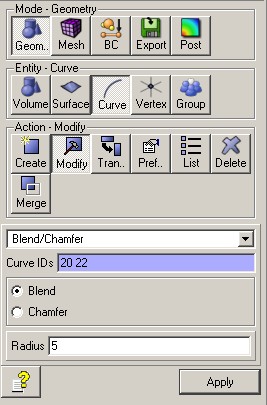 Mode - Geometry
Geom.. Mesh BC Export Post
Entity - Curve
Volume Surface Curve Vertex Group
Action - Modify
Create Modify Tran.. Pref.. List Delete
Merge
Blend/Chamfer
Curve IDs 20 22
Blend
Chamfer
Radius 5
? Apply